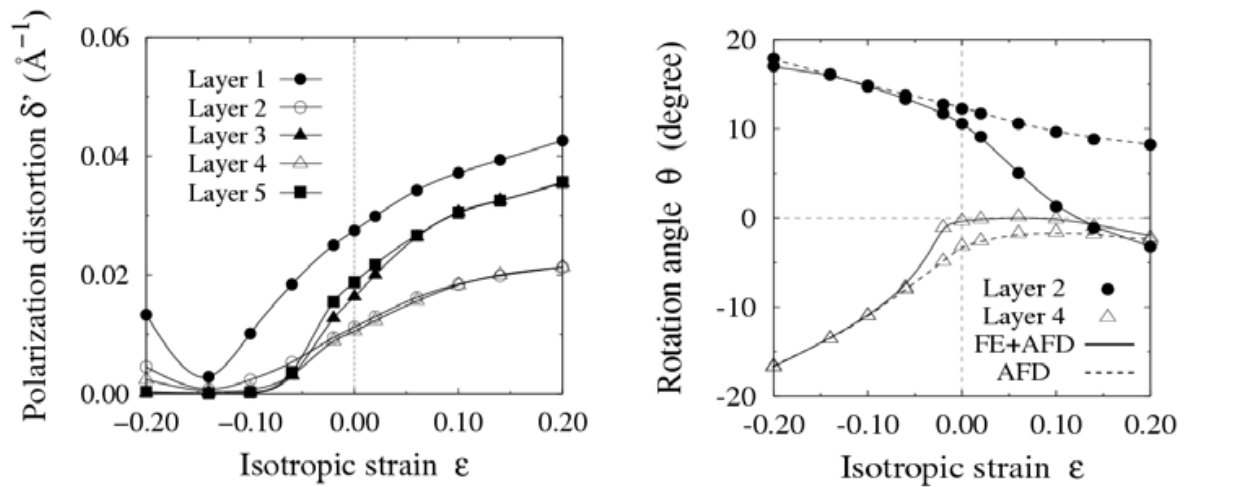 Polarization distortion δ' (Å⁻¹)
0.06
0.04
0.02
0.00
Layer 1
Layer 2
Layer 3
Layer 4
Layer 5
−0.20 −0.10 0.00 0.10 0.20
Isotropic strain ε
Rotation angle θ (degree)
20
10
0
-10
-20
Layer 2
Layer 4
FE+AFD
AFD
-0.20 -0.10 0.00 0.10 0.20
Isotropic strain ε